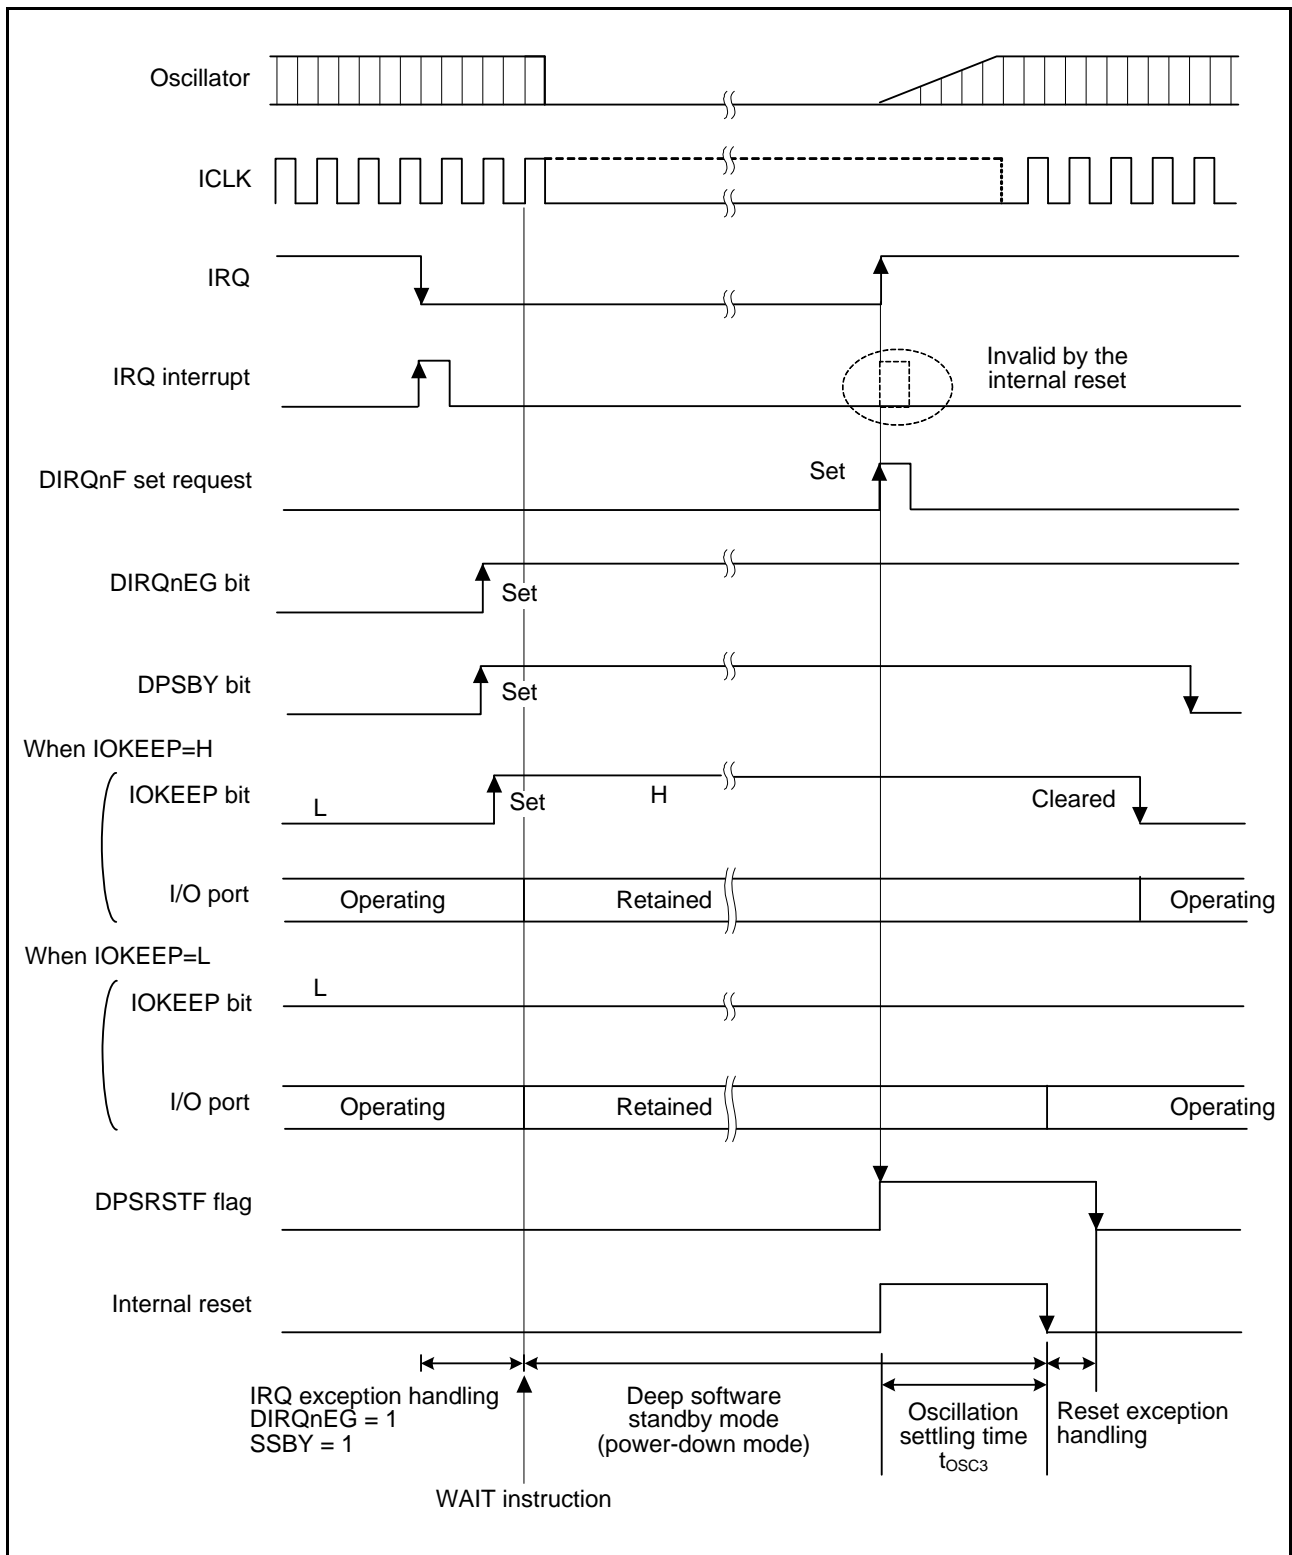 Oscillator
ICLK
IRQ
IRQ interrupt
Invalid by the
internal reset
DIRQnF set request
Set
DIRQnEG bit
Set
DPSBY bit
Set
When IOKEEP=H
IOKEEP bit
L
Set
H
Cleared
I/O port
Operating
Retained
Operating
When IOKEEP=L
IOKEEP bit
L
I/O port
Operating
Retained
Operating
DPSRSTF flag
Internal reset
IRQ exception handling
DIRQnEG = 1
SSBY = 1
Deep software
standby mode
(power-down mode)
Oscillation
settling time
tOSC3
Reset exception
handling
WAIT instruction